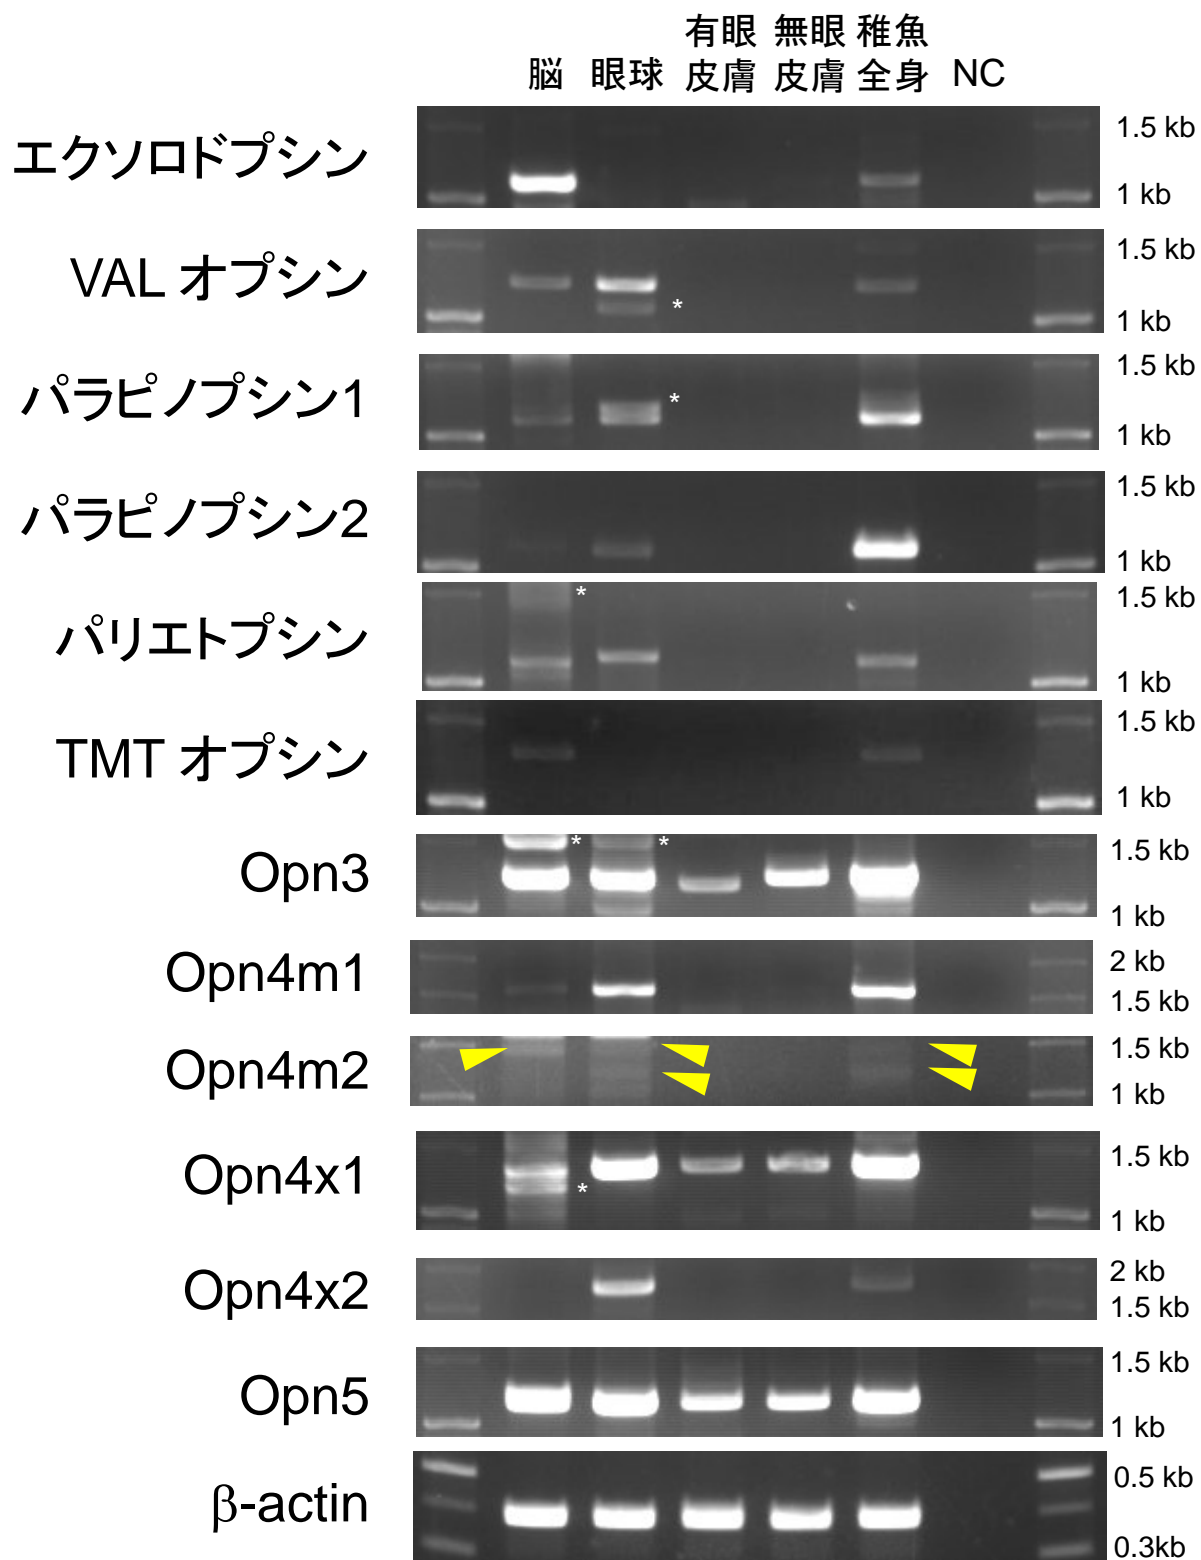 有眼 無眼 稚魚
脳 眼球 皮膚 皮膚 全身 NC
エクソロドプシン
1.5 kb
1 kb
VAL オプシン
1.5 kb
*
1 kb
パラピノプシン1
1.5 kb
*
1 kb
パラピノプシン2
1.5 kb
1 kb
パリエトプシン
* 1.5 kb
1 kb
TMT オプシン
1.5 kb
1 kb
Opn3
* * 1.5 kb
1 kb
Opn4m1
2 kb
1.5 kb
Opn4m2
1.5 kb
1 kb
Opn4x1
1.5 kb
*
1 kb
Opn4x2
2 kb
1.5 kb
Opn5
1.5 kb
1 kb
β-actin
0.5 kb
0.3kb